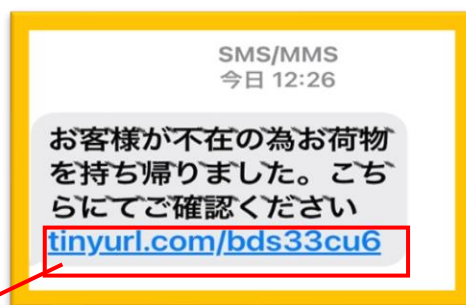 SMS/MMS
今日 12:26
お客様が不在の為お荷物
を持ち帰りました。こち
らにてご確認ください
tinyurl.com/bds33cu6